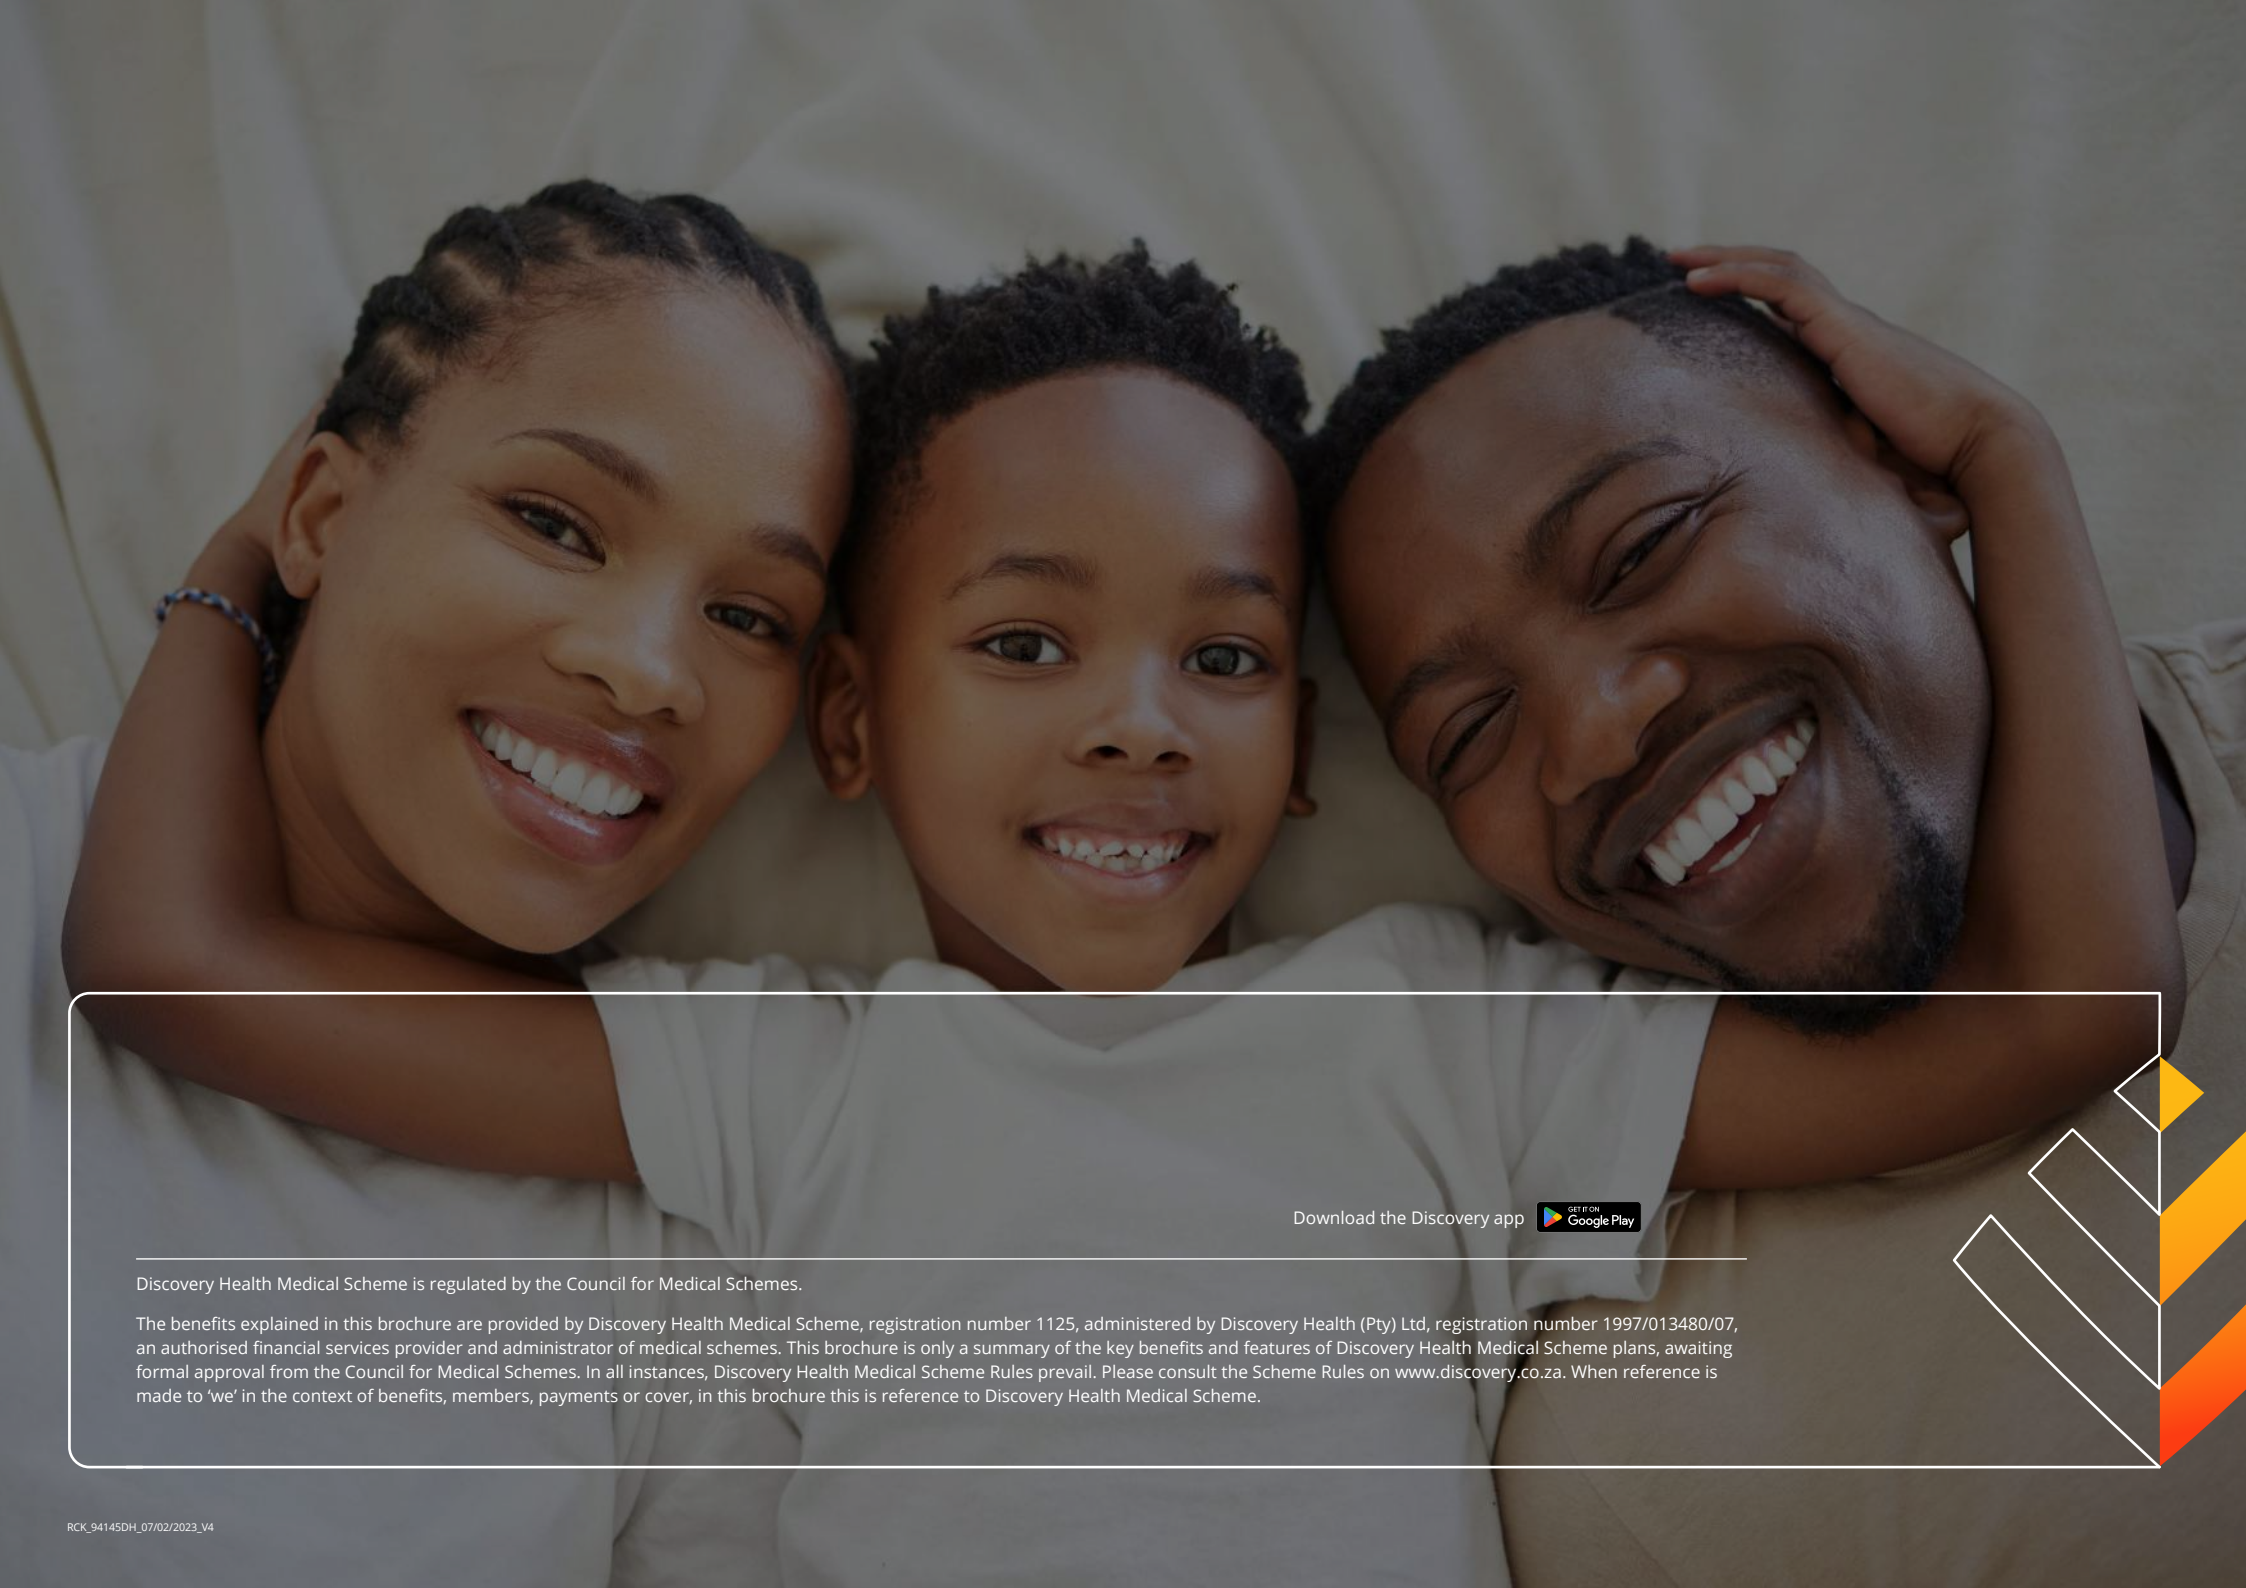 Download the Discovery app
GET IT ON
Google Play
Discovery Health Medical Scheme is regulated by the Council for Medical Schemes.
The benefits explained in this brochure are provided by Discovery Health Medical Scheme, registration number 1125, administered by Discovery Health (Pty) Ltd, registration number 1997/013480/07,
an authorised financial services provider and administrator of medical schemes. This brochure is only a summary of the key benefits and features of Discovery Health Medical Scheme plans, awaiting
formal approval from the Council for Medical Schemes. In all instances, Discovery Health Medical Scheme Rules prevail. Please consult the Scheme Rules on www.discovery.co.za. When reference is
made to ‘we’ in the context of benefits, members, payments or cover, in this brochure this is reference to Discovery Health Medical Scheme.
RCK_94145DH_07/02/2023_V4